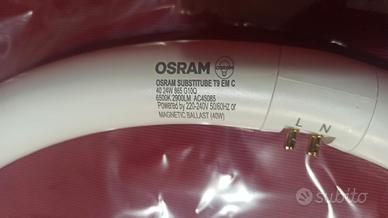 OSRAM
OSRAM SUBSTITUBE T9 EM C
40 24W 865 G10Q
6500K 2900LM AC45085
Powered by 220-240V 50/60Hz or
MAGNETIC BALLAST (40W)
L N
subito